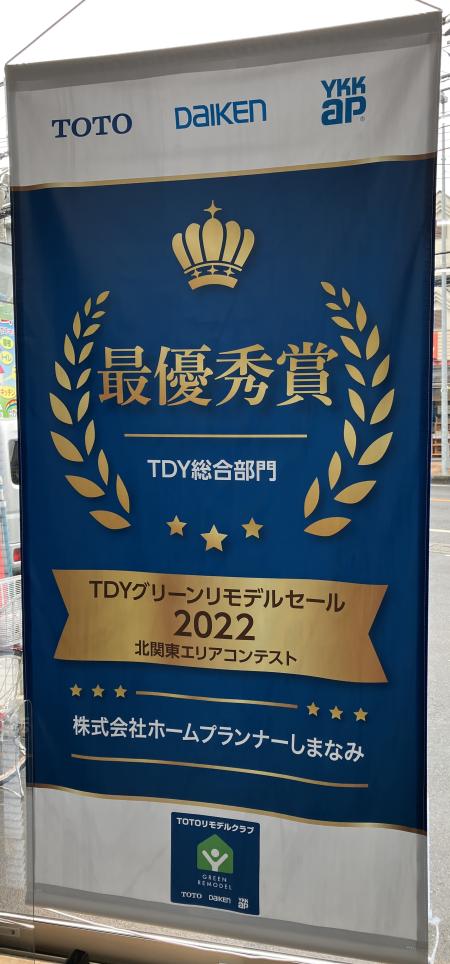 TOTO DAIKEN YKK ap®
最優秀賞
TDY総合部門
TDYグリーンリモデルセール
2022
北関東エリアコンテスト
株式会社ホームプランナーしまなみ
TOTOリモデルクラブ
GREEN
REMODEL
TOTO DAIKEN YKK ap